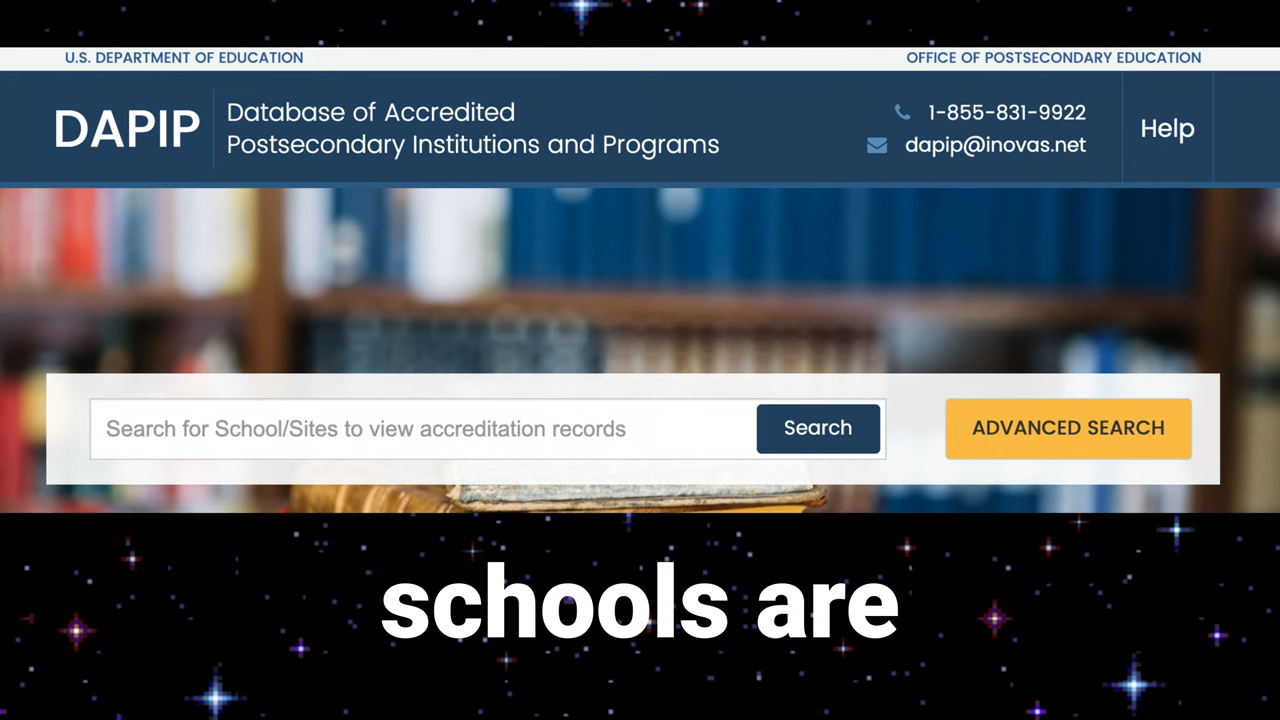 U.S. DEPARTMENT OF EDUCATION
OFFICE OF POSTSECONDARY EDUCATION
DAPIP
Database of Accredited
Postsecondary Institutions and Programs
1-855-831-9922
dapip@inovas.net
Help
Search for School/Sites to view accreditation records
Search
ADVANCED SEARCH
schools are